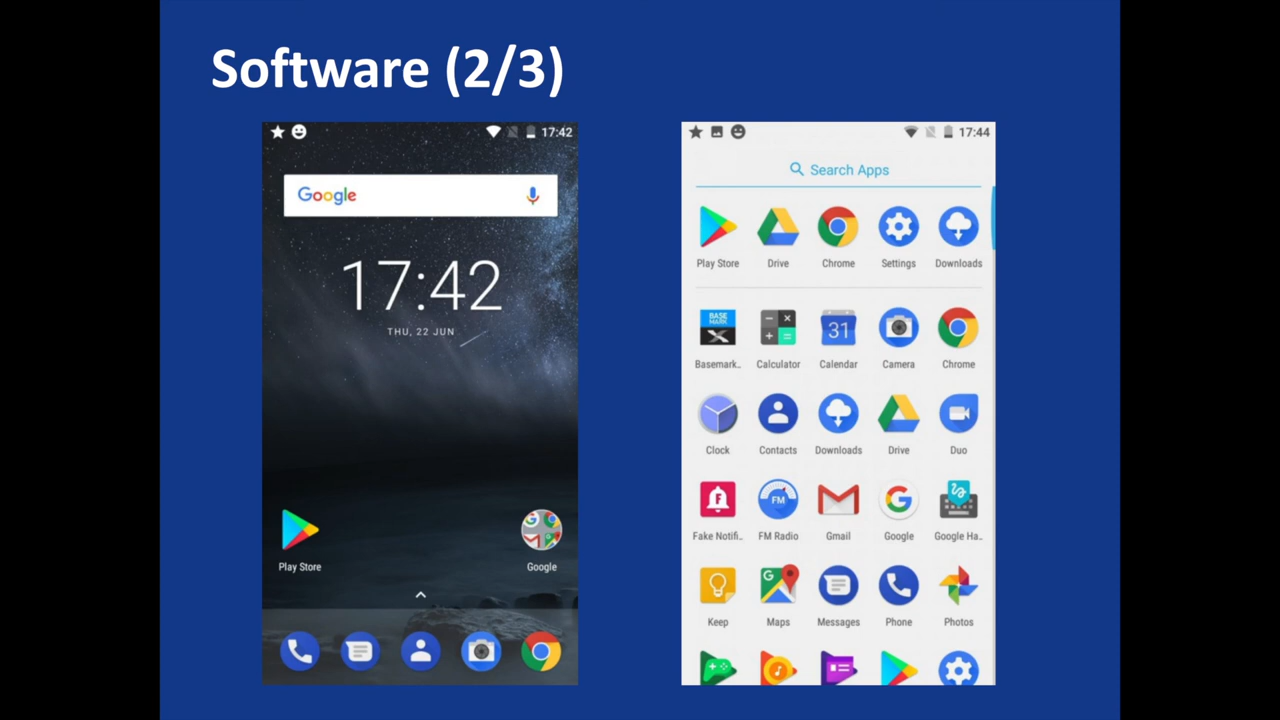 Software (2/3)
17:42
Google
17:42
THU, 22 JUN
Play Store
Google
17:44
Search Apps
Play Store Drive Chrome Settings Downloads
BASE MARK X
31
Basemark.. Calculator Calendar Camera Chrome
Clock Contacts Downloads Drive Duo
F FM G
Fake Notifi.. FM Radio Gmail Google Google Ha..
G
Keep Maps Messages Phone Photos